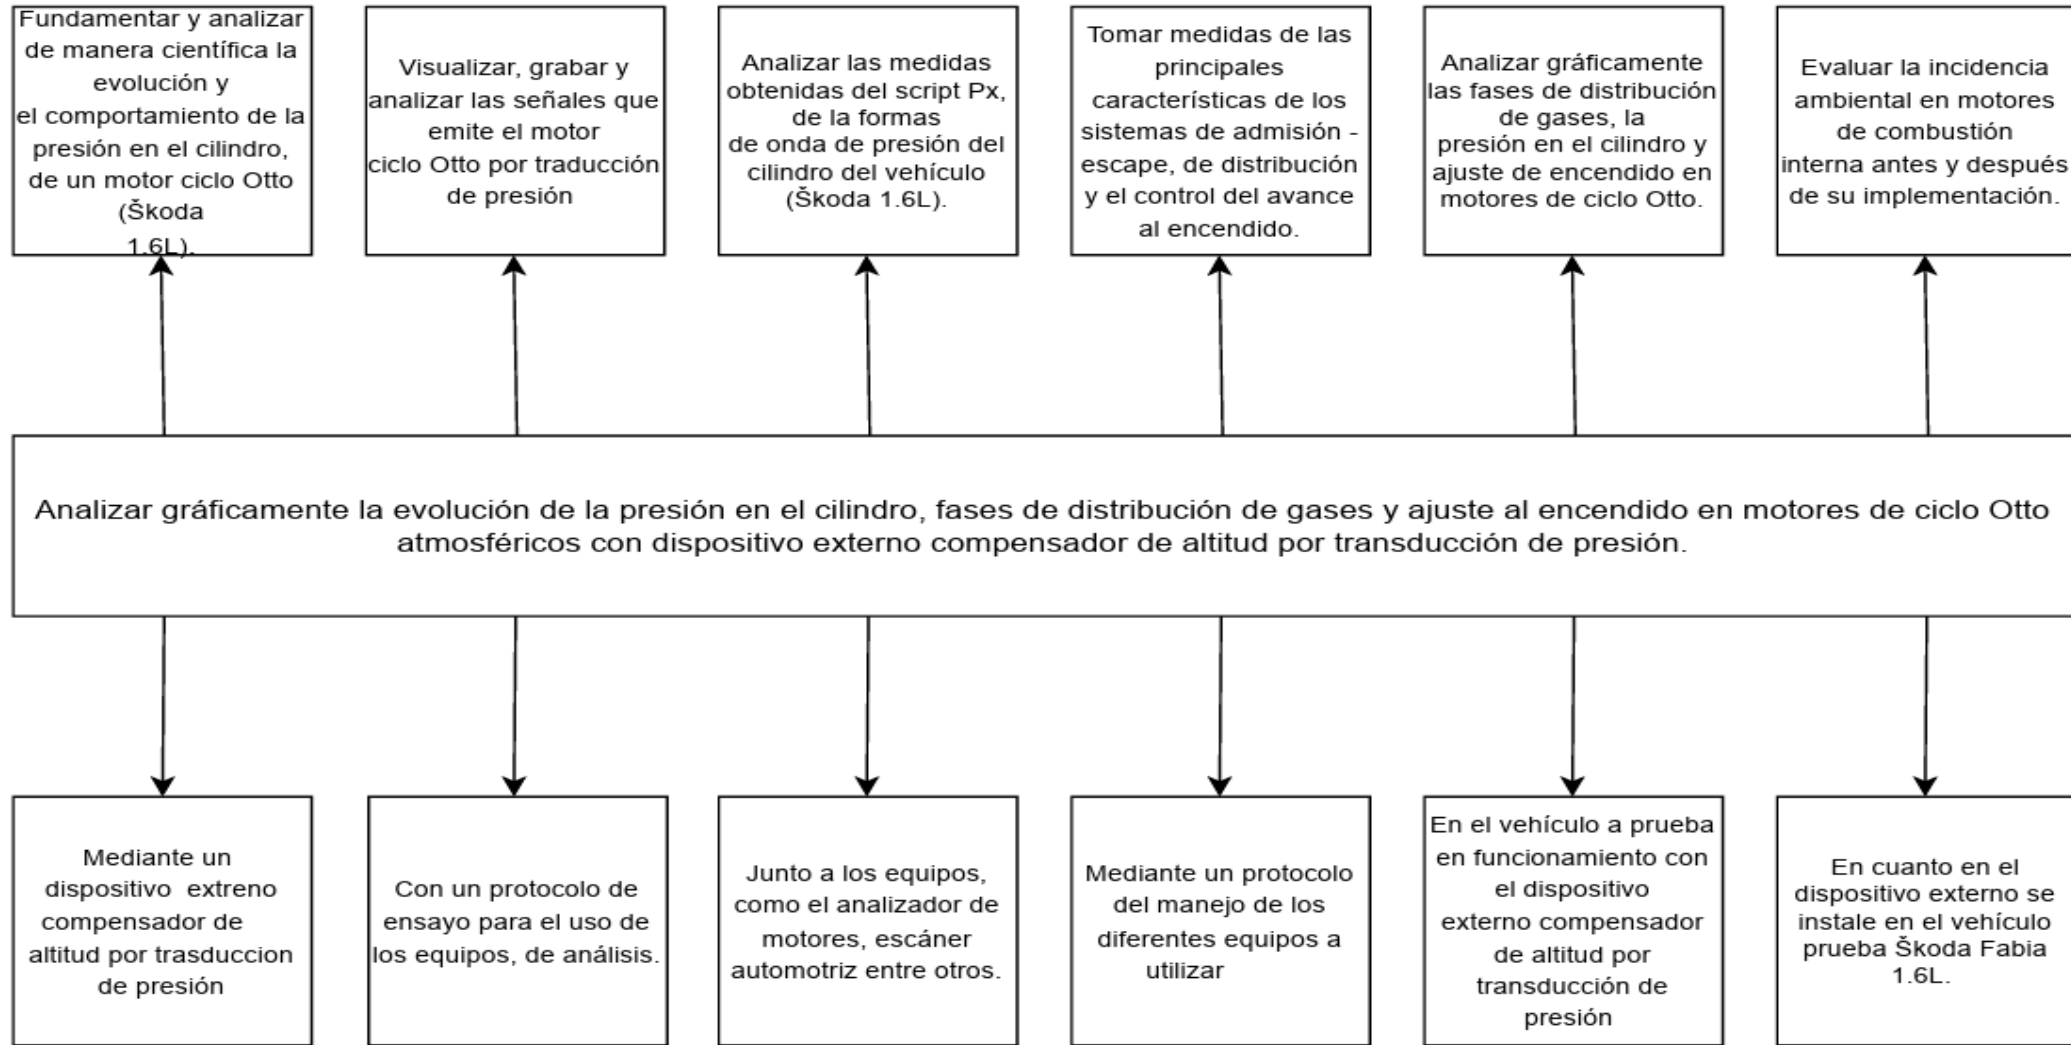 Fundamentar y analizar
de manera científica la
evolución y
el comportamiento de la
presión en el cilindro,
de un motor ciclo Otto
(Škoda
1.6L).
Visualizar, grabar y
analizar las señales que
emite el motor
ciclo Otto por traducción
de presión
Analizar las medidas
obtenidas del script Px,
de la formas
de onda de presión del
cilindro del vehículo
(Škoda 1.6L).
Tomar medidas de las
principales
características de los
sistemas de admisión -
escape, de distribución
y el control del avance
al encendido.
Analizar gráficamente
las fases de distribución
de gases, la
presión en el cilindro y
ajuste de encendido en
motores de ciclo Otto.
Evaluar la incidencia
ambiental en motores
de combustión
interna antes y después
de su implementación.
Analizar gráficamente la evolución de la presión en el cilindro, fases de distribución de gases y ajuste al encendido en motores de ciclo Otto
atmosféricos con dispositivo externo compensador de altitud por transducción de presión.
Mediante un
dispositivo extreno
compensador de
altitud por trasduccion
de presión
Con un protocolo de
ensayo para el uso de
los equipos, de análisis.
Junto a los equipos,
como el analizador de
motores, escáner
automotriz entre otros.
Mediante un protocolo
del manejo de los
diferentes equipos a
utilizar
En el vehículo a prueba
en funcionamiento con
el dispositivo
externo compensador
de altitud por
transducción de
presión
En cuanto en el
dispositivo externo se
instale en el vehículo
prueba Škoda Fabia
1.6L.